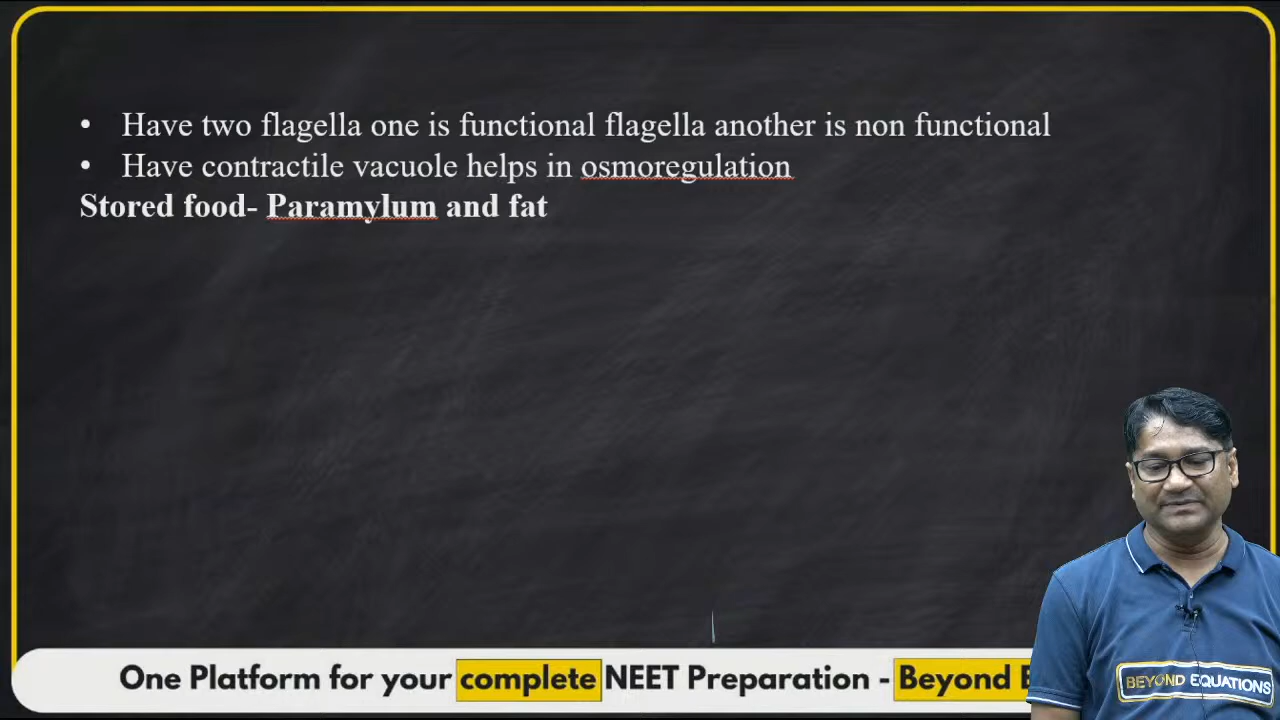 • Have two flagella one is functional flagella another is non functional
• Have contractile vacuole helps in osmoregulation
Stored food- Paramylum and fat
One Platform for your complete NEET Preparation - Beyond
BEYOND EQUATIONS